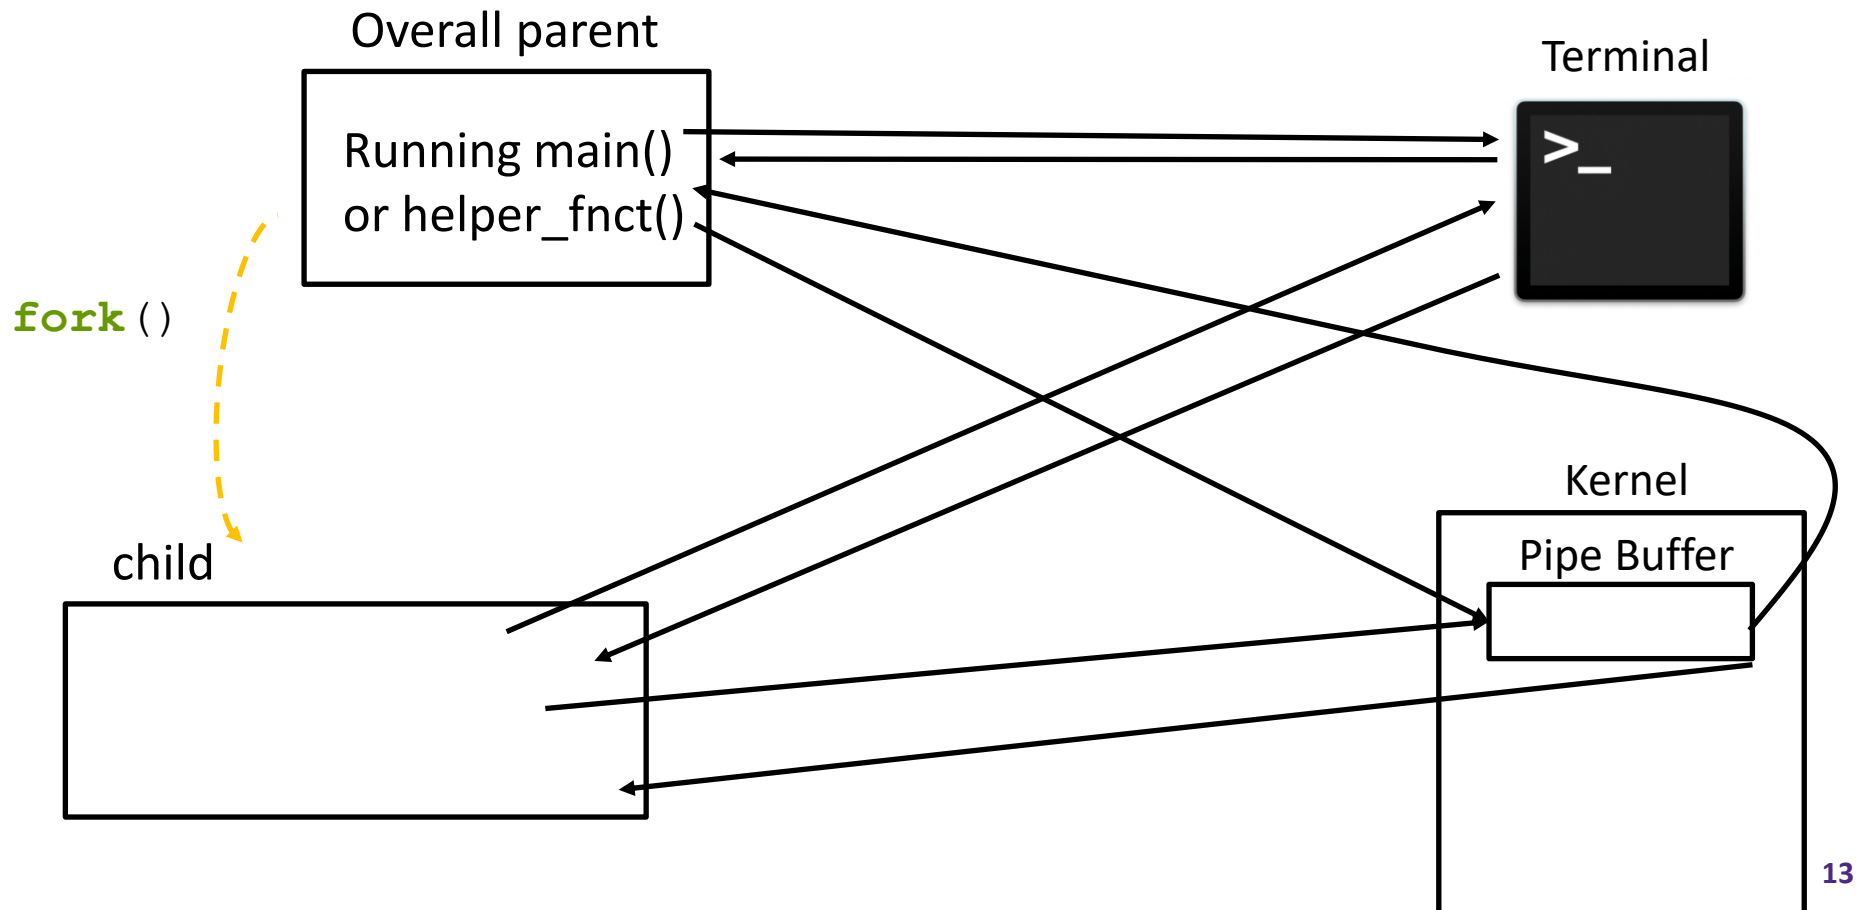 Overall parent
Terminal
>_
Running main()
or helper_fnct()
fork()
Kernel
Pipe Buffer
child
13